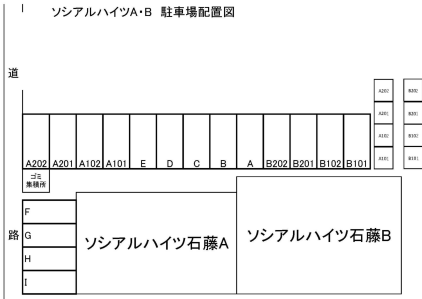 ソシアルハイツA・B 駐車場配置図
道
路
A202 A201 A102 A101 E D C B A B202 B201 B102 B101
A202 B202
A201 B201
A102 B102
A101 B101
ゴミ
集積所
F
G
H
I
ソシアルハイツ石藤A
ソシアルハイツ石藤B